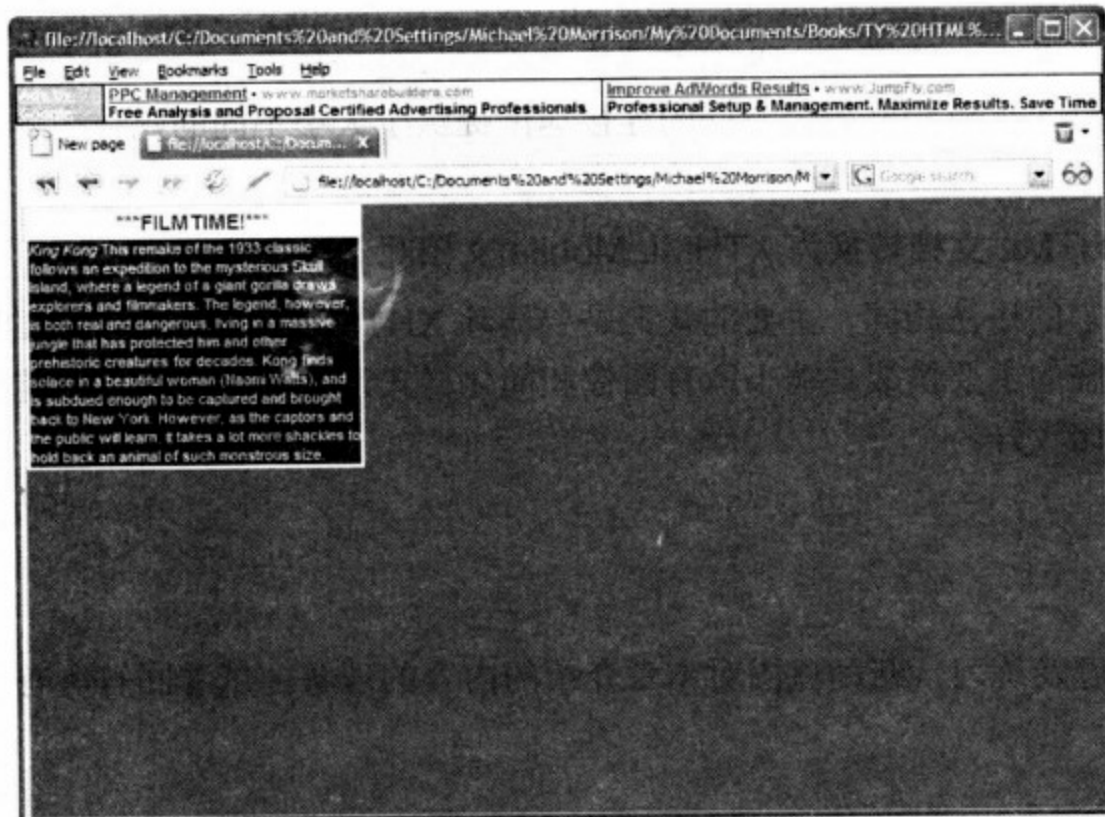 file://localhost/C:/Documents%20and%20Settings/Michael%20Morrison/My%20Documents/Books/TY%20HTML%...
File Edit View Bookmarks Tools Help
PPC Management • www.marketsharebuilders.com Improve AdWords Results • www.JumpFly.com
Free Analysis and Proposal Certified Advertising Professionals Professional Setup & Management. Maximize Results. Save Time
New page file://localhost/C:/Docum... X
file://localhost/C:/Documents%20and%20Settings/Michael%20Morrison/M Google search
***FILM TIME!***
King Kong This remake of the 1933 classic
follows an expedition to the mysterious Skull
Island, where a legend of a giant gorilla draws
explorers and filmmakers. The legend, however,
is both real and dangerous, living in a massive
jungle that has protected him and other
prehistoric creatures for decades. Kong finds
solace in a beautiful woman (Naomi Watts), and
is subdued enough to be captured and brought
back to New York. However, as the captors and
the public will learn, it takes a lot more shackles to
hold back an animal of such monstrous size.